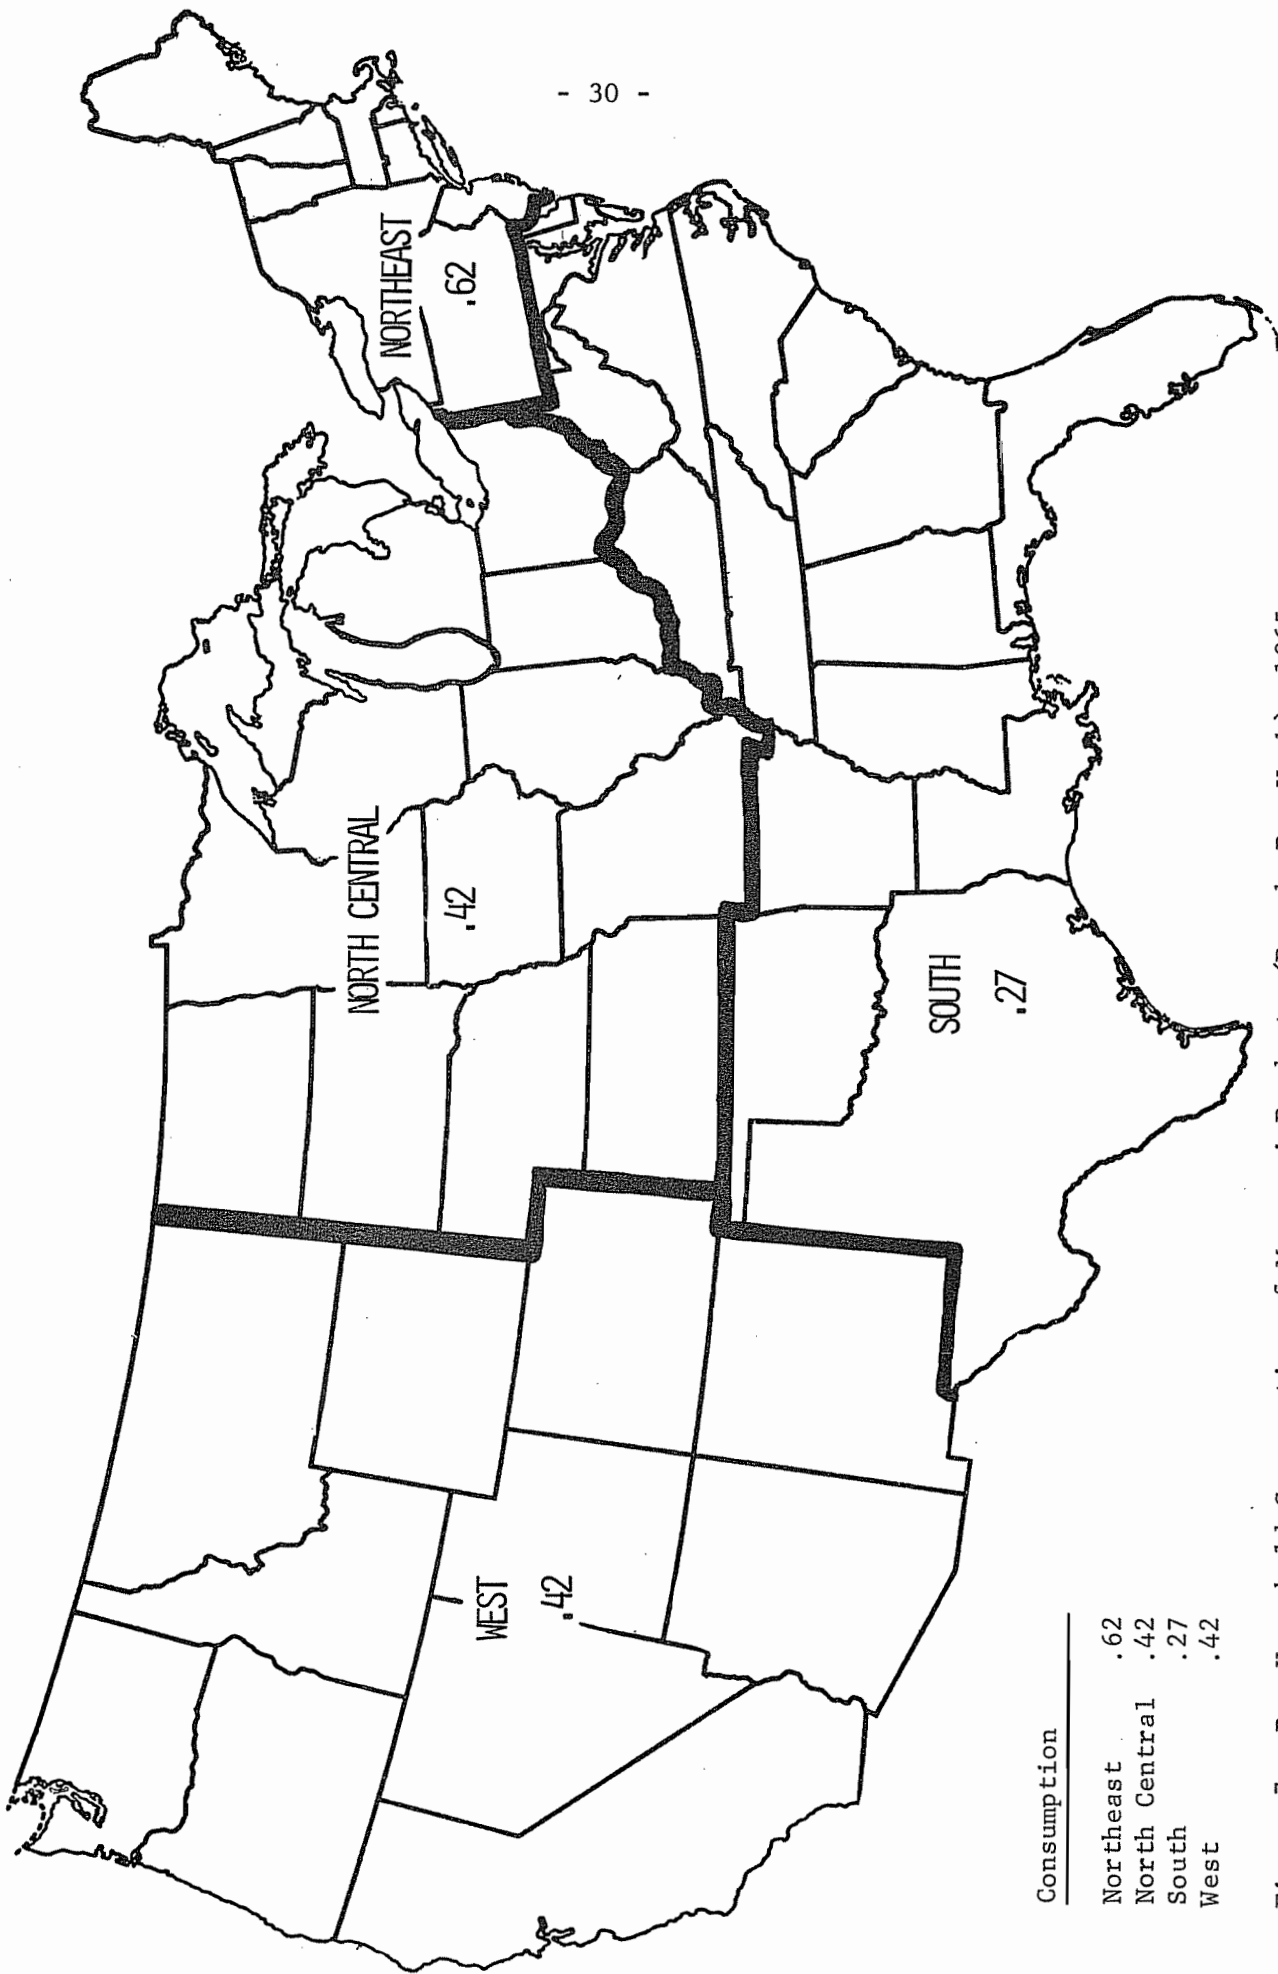 - 30 -
NORTHEAST
.62
NORTH CENTRAL
.42
SOUTH
.27
WEST
.42
Consumption
Northeast .62
North Central .42
South .27
West .42